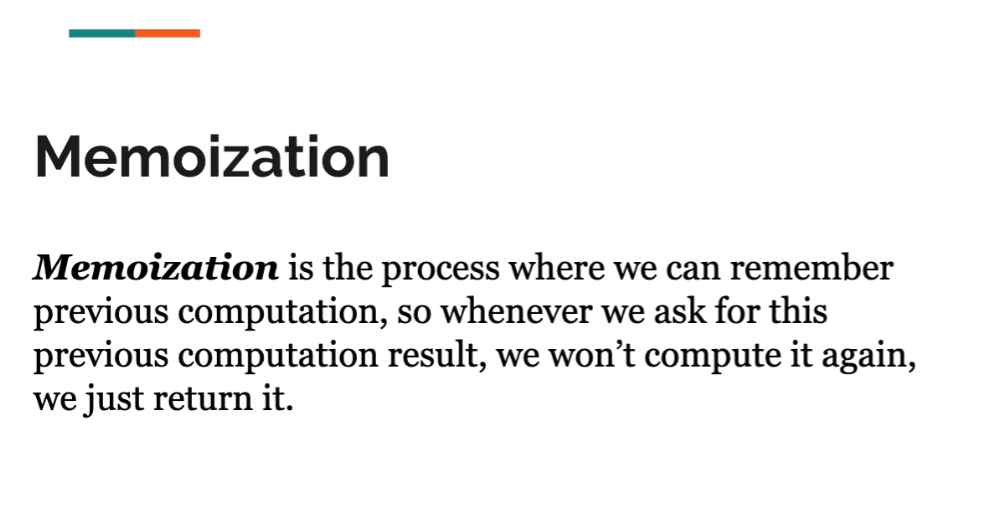 Memoization
Memoization is the process where we can remember
previous computation, so whenever we ask for this
previous computation result, we won’t compute it again,
we just return it.